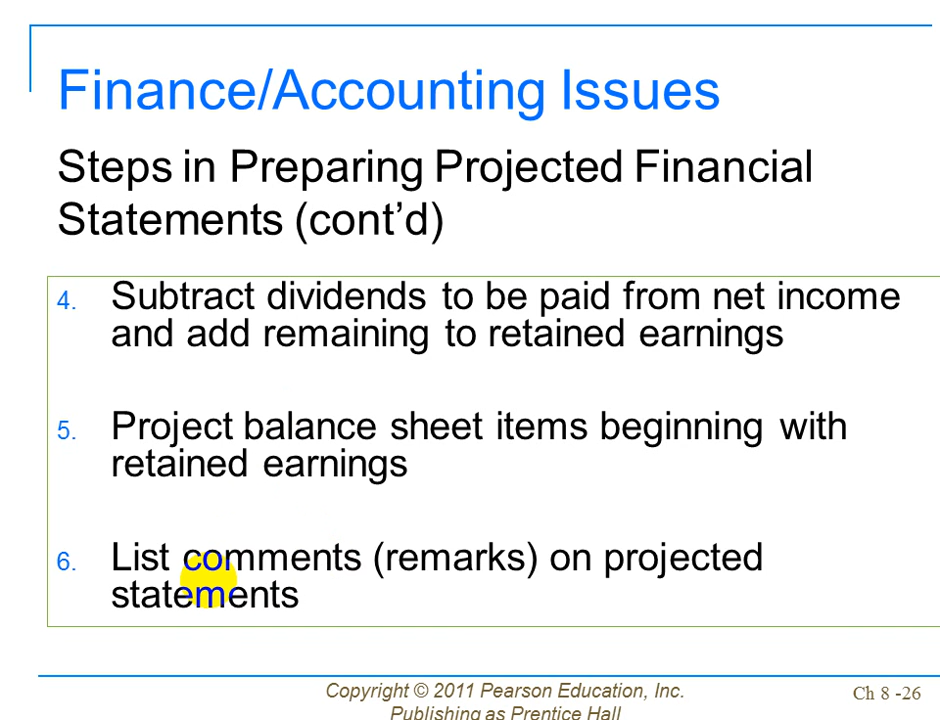 Finance/Accounting Issues
Steps in Preparing Projected Financial
Statements (cont’d)
4. Subtract dividends to be paid from net income
and add remaining to retained earnings
5. Project balance sheet items beginning with
retained earnings
6. List comments (remarks) on projected
statements
Copyright © 2011 Pearson Education, Inc.
Publishing as Prentice Hall
Ch 8 -26